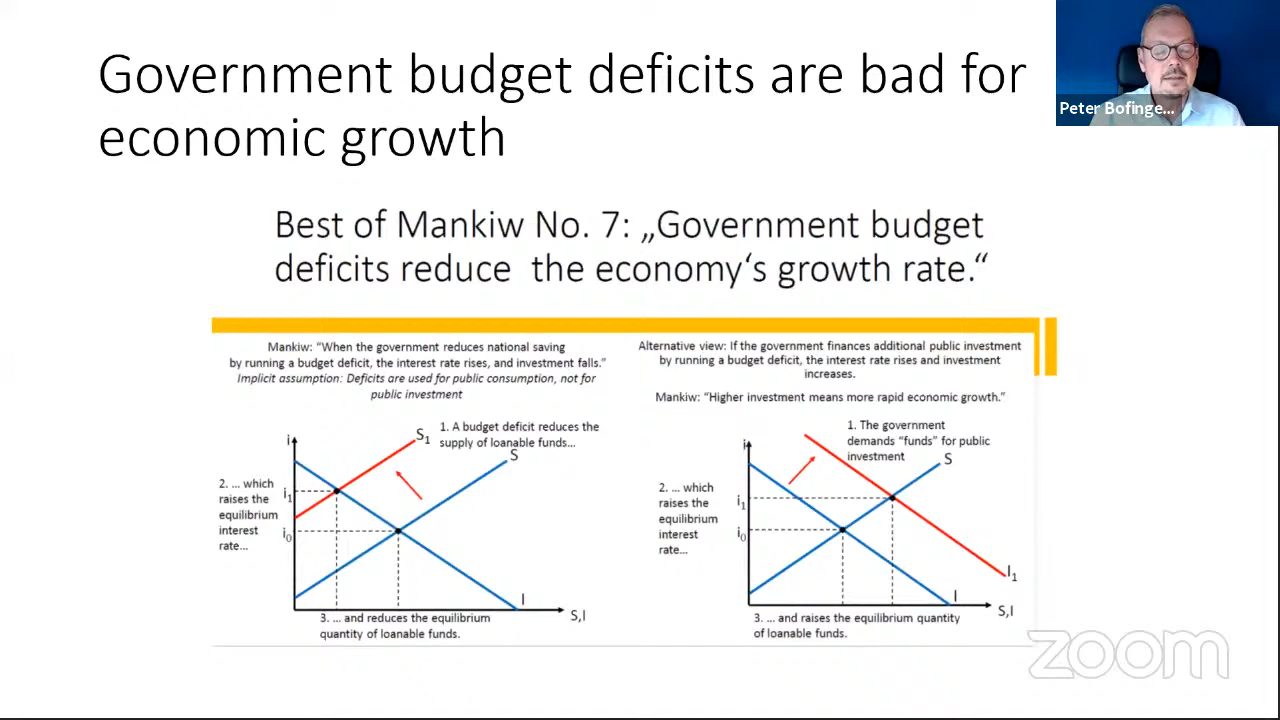 Government budget deficits are bad for
economic growth
Peter Bofinge...
Best of Mankiw No. 7: „Government budget
deficits reduce the economy‘s growth rate.“
Mankiw: “When the government reduces national saving
by running a budget deficit, the interest rate rises, and investment falls.”
Implicit assumption: Deficits are used for public consumption, not for
public investment
1. A budget deficit reduces the
supply of loanable funds...
i
S₁
S
2. ... which
raises the
equilibrium
interest
rate...
i₁
i₀
I
S,I
3. ... and reduces the equilibrium
quantity of loanable funds.
Alternative view: If the government finances additional public investment
by running a budget deficit, the interest rate rises and investment
increases.
Mankiw: “Higher investment means more rapid economic growth.”
1. The government
demands “funds” for public
investment
i
S
2. ... which
raises the
equilibrium
interest
rate...
i₁
i₀
I₁
I
S,I
3. ... and raises the equilibrium quantity
of loanable funds.
zoom